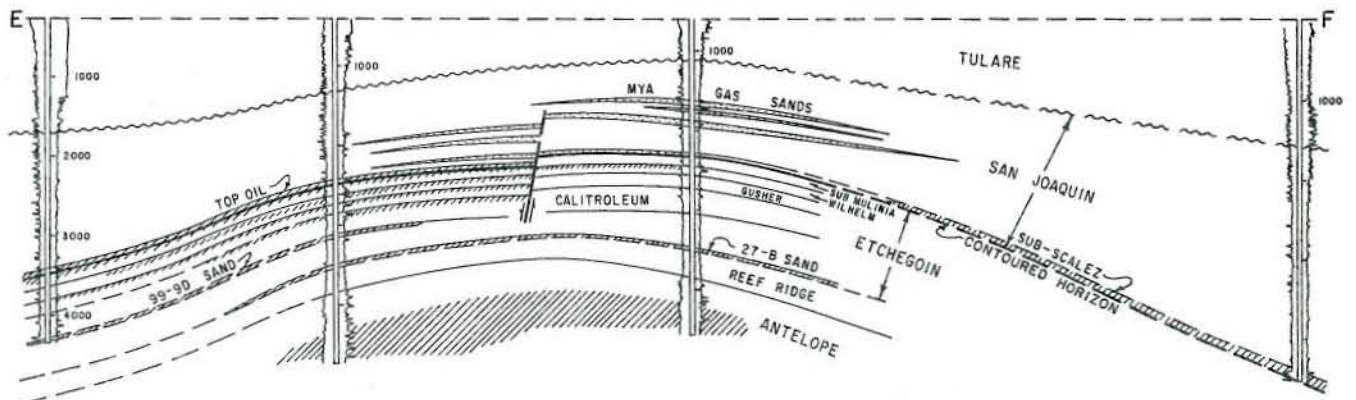 E
F
1000
1000
1000
1000
TULARE
MYA GAS SANDS
2000
SAN JOAQUIN
TOP OIL
SUB MULINIA
WILHELM
GUSHER
CALITROLEUM
ETCHEGOIN
SUB-SCALEZ
CONTOURED HORIZON
3000
99-9D SAND
27-B SAND
REEF RIDGE
4000
ANTELOPE